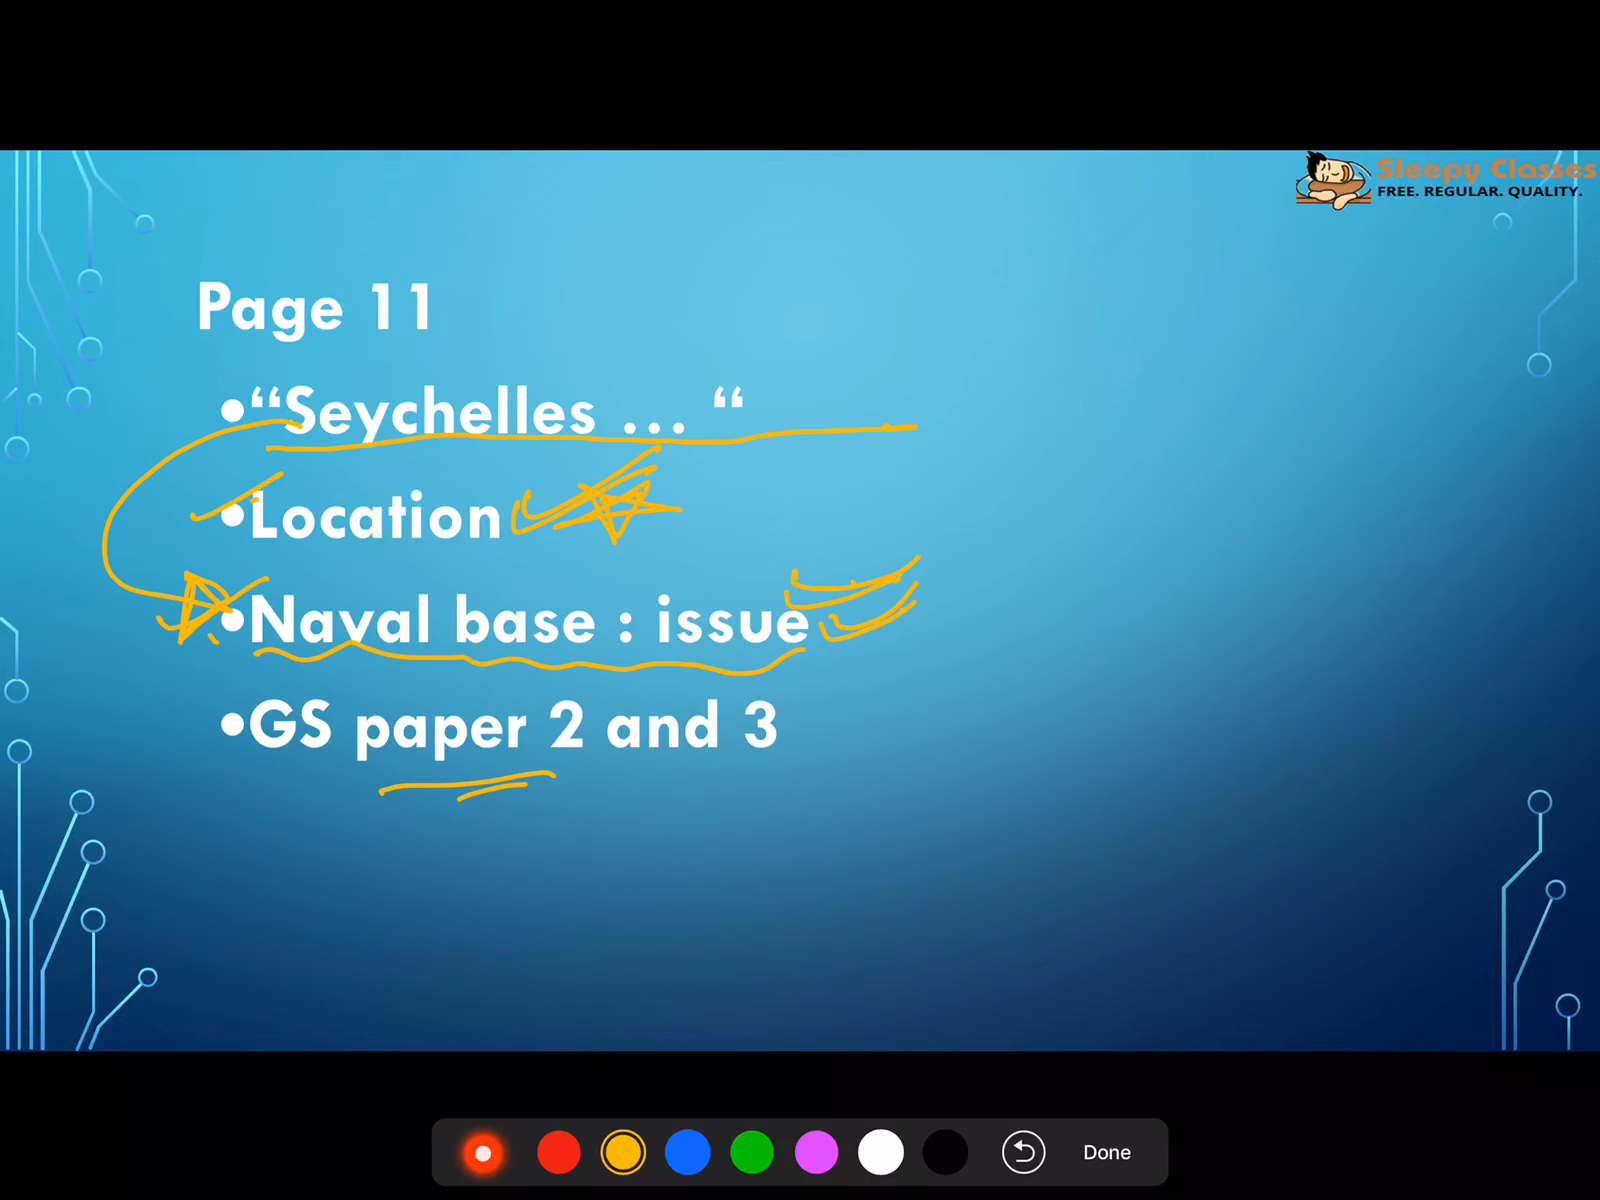 Sleepy Classes
FREE. REGULAR. QUALITY.
Page 11
•“Seychelles ... “
•Location
•Naval base : issue
•GS paper 2 and 3
Done